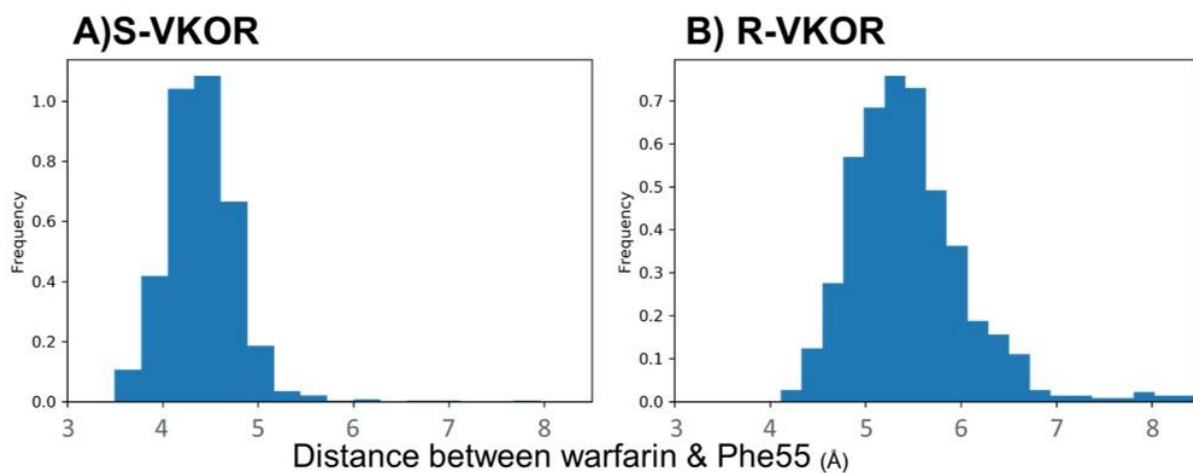 A)S-VKOR
B) R-VKOR
Frequency
1.0
0.8
0.6
0.4
0.2
0.0
3 4 5 6 7 8
Frequency
0.7
0.6
0.5
0.4
0.3
0.2
0.1
0.0
3 4 5 6 7 8
Distance between warfarin & Phe55 (Å)